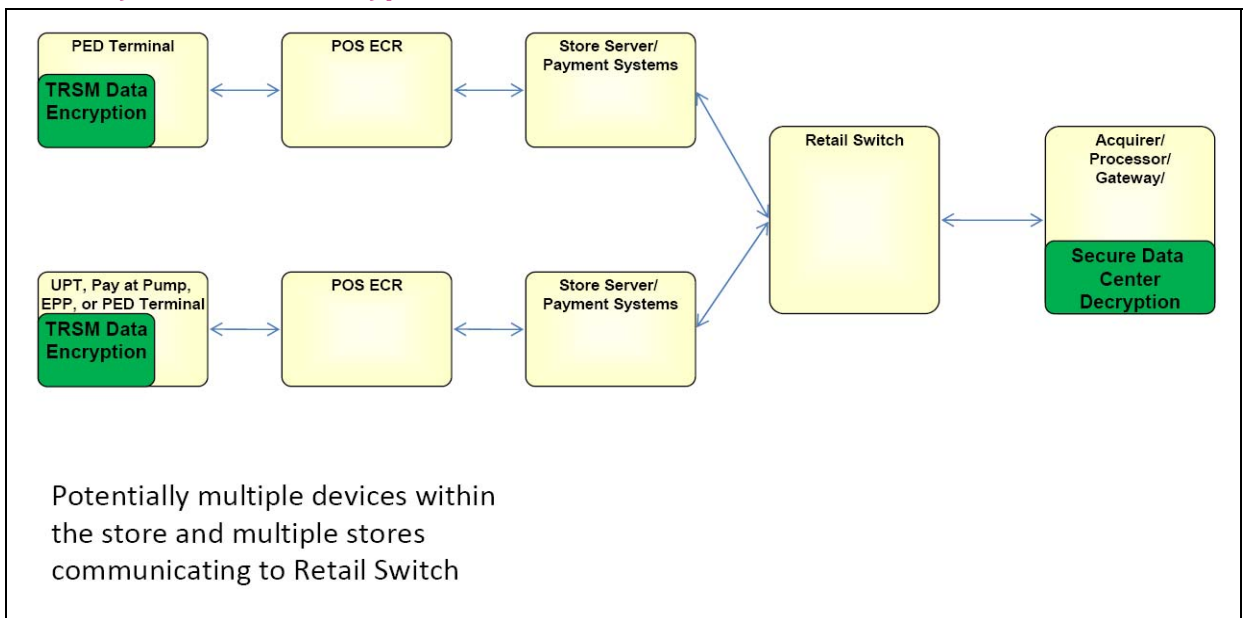 PED Terminal
TRSM Data
Encryption
POS ECR
Store Server/
Payment Systems
Retail Switch
Acquirer/
Processor/
Gateway/
Secure Data
Center
Decryption
UPT, Pay at Pump,
EPP, or PED Terminal
TRSM Data
Encryption
POS ECR
Store Server/
Payment Systems
Potentially multiple devices within
the store and multiple stores
communicating to Retail Switch